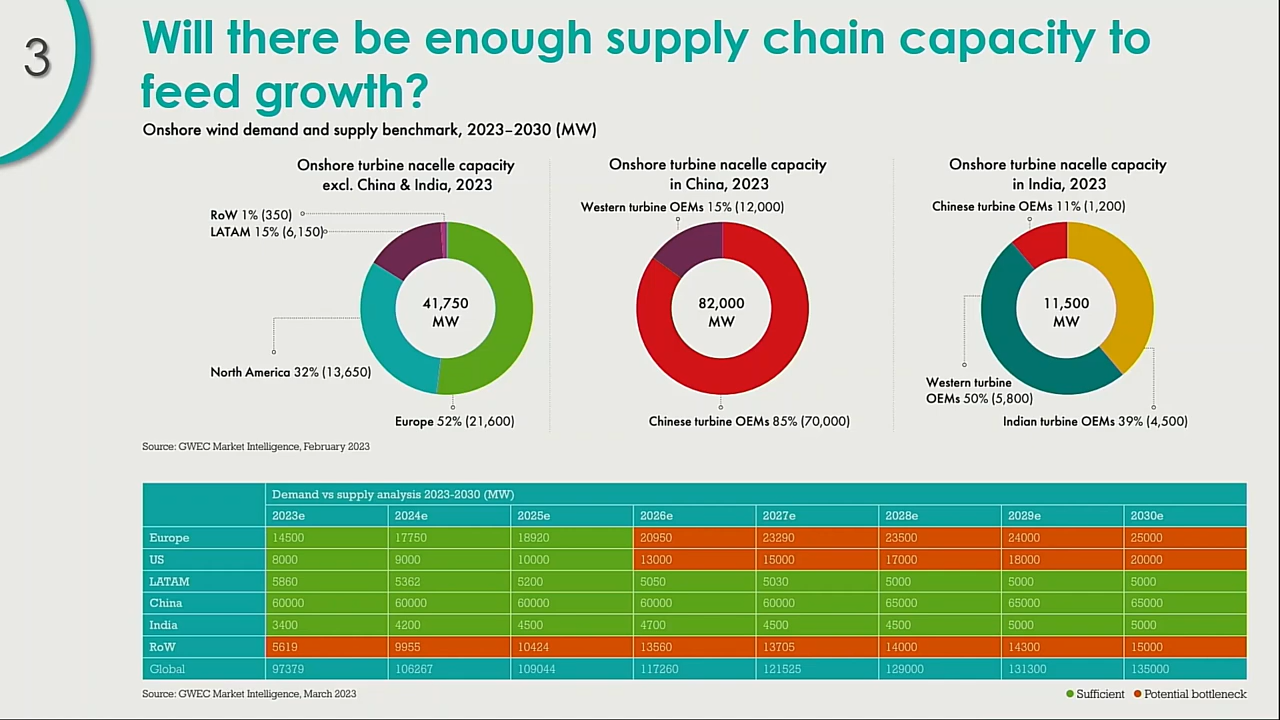 3
Will there be enough supply chain capacity to
feed growth?
Onshore wind demand and supply benchmark, 2023–2030 (MW)
Onshore turbine nacelle capacity
excl. China & India, 2023
RoW 1% (350)
LATAM 15% (6,150)
41,750
MW
North America 32% (13,650)
Europe 52% (21,600)
Onshore turbine nacelle capacity
in China, 2023
Western turbine OEMs 15% (12,000)
82,000
MW
Chinese turbine OEMs 85% (70,000)
Onshore turbine nacelle capacity
in India, 2023
Chinese turbine OEMs 11% (1,200)
11,500
MW
Western turbine
OEMs 50% (5,800)
Indian turbine OEMs 39% (4,500)
Source: GWEC Market Intelligence, February 2023
Demand vs supply analysis 2023-2030 (MW)
2023e 2024e 2025e 2026e 2027e 2028e 2029e 2030e
Europe 14500 17750 18920 20950 23290 23500 24000 25000
US 8000 9000 10000 13000 15000 17000 18000 20000
LATAM 5860 5362 5200 5050 5030 5000 5000 5000
China 60000 60000 60000 60000 60000 65000 65000 65000
India 3400 4200 4500 4700 4500 4500 5000 5000
RoW 5619 9955 10424 13560 13705 14000 14300 15000
Global 97379 106267 109044 117260 121525 129000 131300 135000
Source: GWEC Market Intelligence, March 2023
Sufficient Potential bottleneck